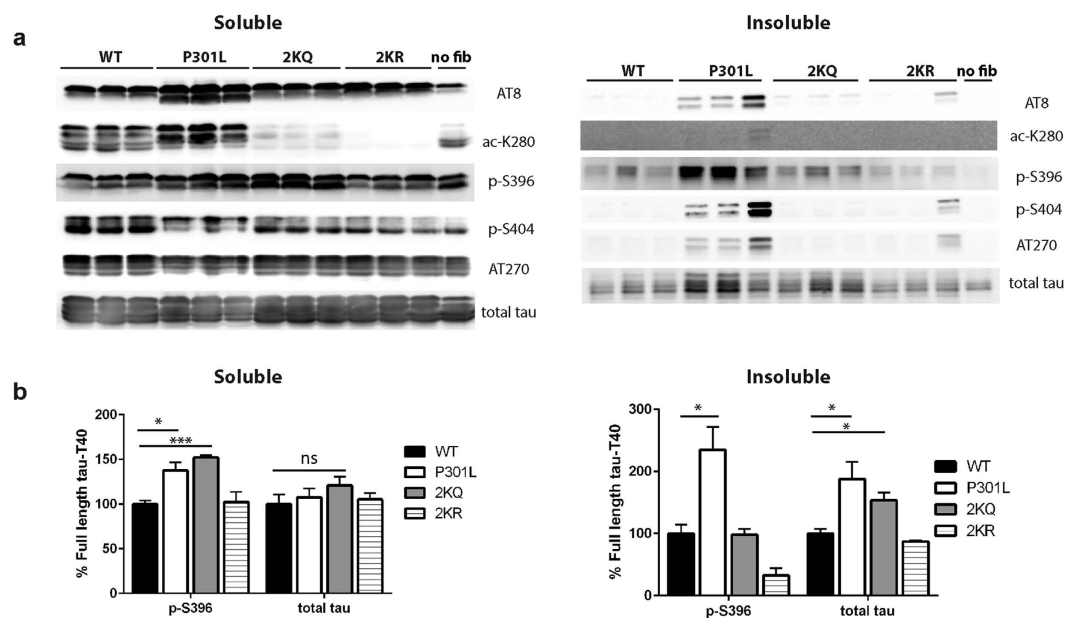 a
Soluble
WT P301L 2KQ 2KR no fib
AT8
ac-K280
p-S396
p-S404
AT270
total tau
Insoluble
WT P301L 2KQ 2KR no fib
AT8
ac-K280
p-S396
p-S404
AT270
total tau
b
Soluble
% Full length tau-T40
200
150
100
50
0
*
***
ns
p-S396 total tau
WT
P301L
2KQ
2KR
Insoluble
% Full length tau-T40
300
200
100
0
*
*
*
p-S396 total tau
WT
P301L
2KQ
2KR